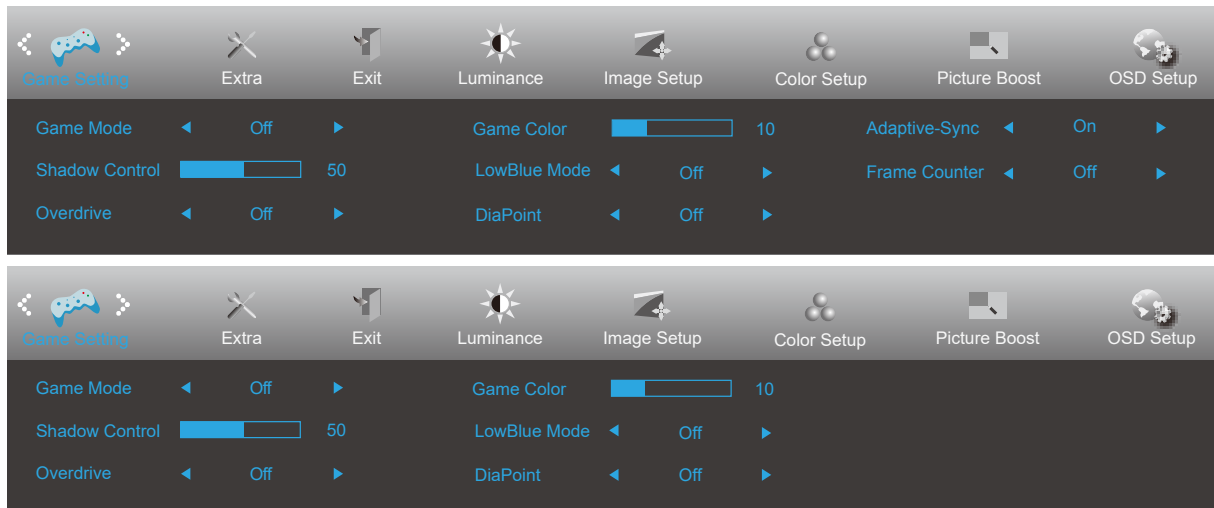 Game Setting Extra Exit Luminance Image Setup Color Setup Picture Boost OSD Setup
Game Mode Off Game Color 10 Adaptive-Sync On
Shadow Control 50 LowBlue Mode Off Frame Counter Off
Overdrive Off DiaPoint Off
Game Setting Extra Exit Luminance Image Setup Color Setup Picture Boost OSD Setup
Game Mode Off Game Color 10
Shadow Control 50 LowBlue Mode Off
Overdrive Off DiaPoint Off